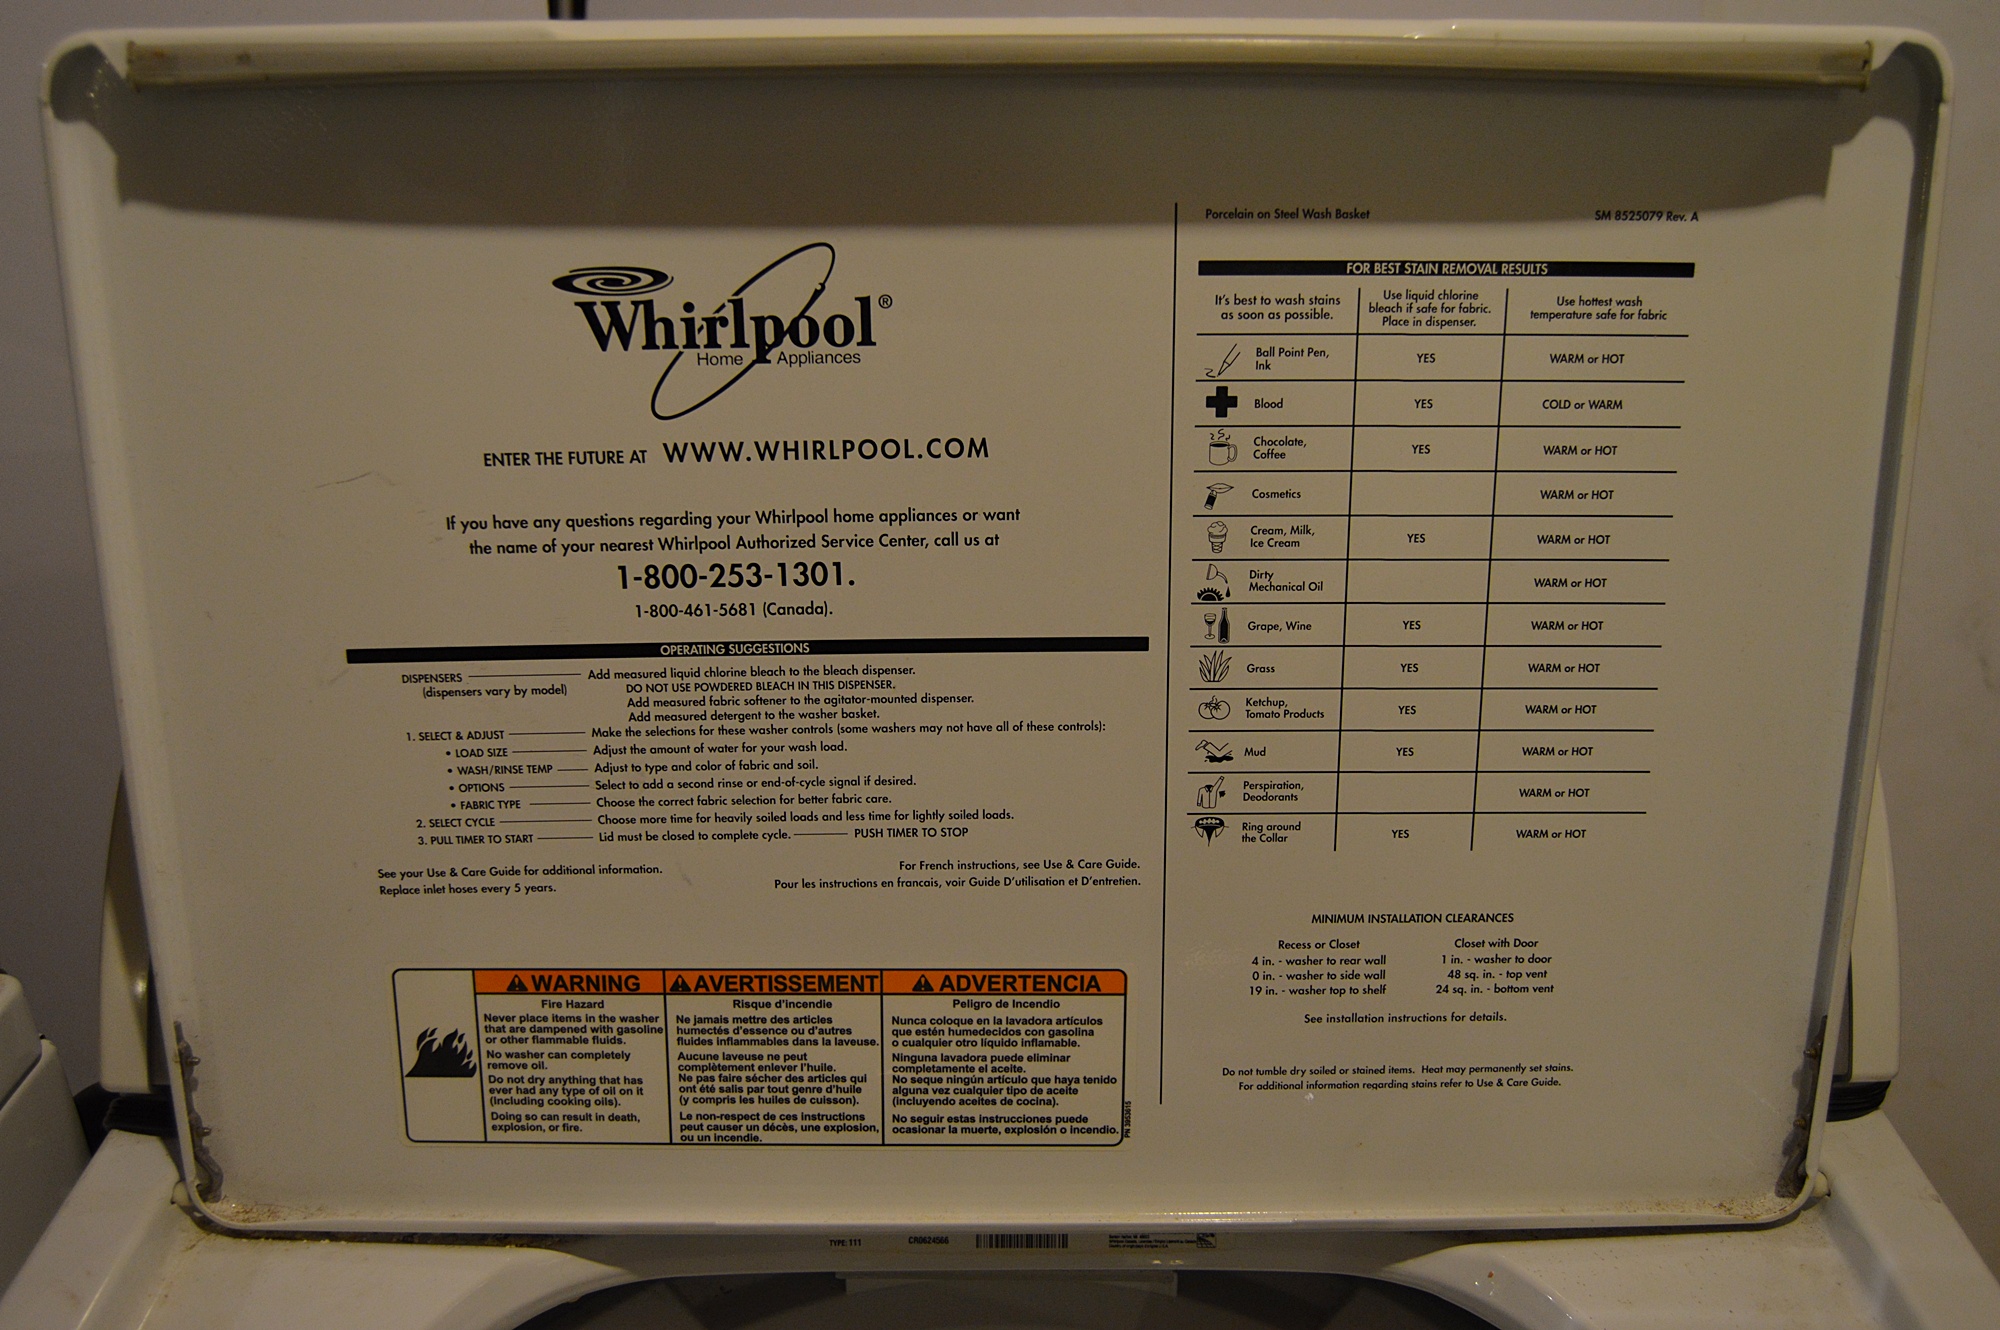 Whirlpool®
Home Appliances
ENTER THE FUTURE AT WWW.WHIRLPOOL.COM
If you have any questions regarding your Whirlpool home appliances or want
the name of your nearest Whirlpool Authorized Service Center, call us at
1-800-253-1301.
1-800-461-5681 (Canada).
OPERATING SUGGESTIONS
DISPENSERS Add measured liquid chlorine bleach to the bleach dispenser.
(dispensers vary by model) DO NOT USE POWDERED BLEACH IN THIS DISPENSER.
Add measured fabric softener to the agitator-mounted dispenser.
Add measured detergent to the washer basket.
1. SELECT & ADJUST Make the selections for these washer controls (some washers may not have all of these controls):
• LOAD SIZE Adjust the amount of water for your wash load.
• WASH/RINSE TEMP Adjust to type and color of fabric and soil.
• OPTIONS Select to add a second rinse or end-of-cycle signal if desired.
• FABRIC TYPE Choose the correct fabric selection for better fabric care.
2. SELECT CYCLE Choose more time for heavily soiled loads and less time for lightly soiled loads.
3. PULL TIMER TO START Lid must be closed to complete cycle. PUSH TIMER TO STOP
See your Use & Care Guide for additional information.
Replace inlet hoses every 5 years.
For French instructions, see Use & Care Guide.
Pour les instructions en francais, voir Guide D'utilisation et D'entretien.
WARNING
Fire Hazard
Never place items in the washer
that are dampened with gasoline
or other flammable fluids.
No washer can completely
remove oil.
Do not dry anything that has
ever had any type of oil on it
(including cooking oils).
Doing so can result in death,
explosion, or fire.
AVERTISSEMENT
Risque d'incendie
Ne jamais mettre des articles
humectés d'essence ou d'autres
fluides inflammables dans la laveuse.
Aucune laveuse ne peut
complètement enlever l'huile.
Ne pas faire sécher des articles qui
ont été salis par tout genre d'huile
(y compris les huiles de cuisson).
Le non-respect de ces instructions
peut causer un décès, une explosion,
ou un incendie.
ADVERTENCIA
Peligro de Incendio
Nunca coloque en la lavadora artículos
que estén humedecidos con gasolina
o cualquier otro líquido inflamable.
Ninguna lavadora puede eliminar
completamente el aceite.
No seque ningún artículo que haya tenido
alguna vez cualquier tipo de aceite
(incluyendo aceites de cocina).
No seguir estas instrucciones puede
ocasionar la muerte, explosión o incendio.
Porcelain on Steel Wash Basket SM 8525079 Rev. A
FOR BEST STAIN REMOVAL RESULTS
It's best to wash stains
as soon as possible.
Use liquid chlorine
bleach if safe for fabric.
Place in dispenser.
Use hottest wash
temperature safe for fabric
Ball Point Pen,
Ink YES WARM or HOT
Blood YES COLD or WARM
Chocolate,
Coffee YES WARM or HOT
Cosmetics WARM or HOT
Cream, Milk,
Ice Cream YES WARM or HOT
Dirty
Mechanical Oil WARM or HOT
Grape, Wine YES WARM or HOT
Grass YES WARM or HOT
Ketchup,
Tomato Products YES WARM or HOT
Mud YES WARM or HOT
Perspiration,
Deodorants WARM or HOT
Ring around
the Collar YES WARM or HOT
MINIMUM INSTALLATION CLEARANCES
Recess or Closet Closet with Door
4 in. - washer to rear wall 1 in. - washer to door
0 in. - washer to side wall 48 sq. in. - top vent
19 in. - washer top to shelf 24 sq. in. - bottom vent
See installation instructions for details.
Do not tumble dry soiled or stained items. Heat may permanently set stains.
For additional information regarding stains refer to Use & Care Guide.
TYPE: 111 CR0624566